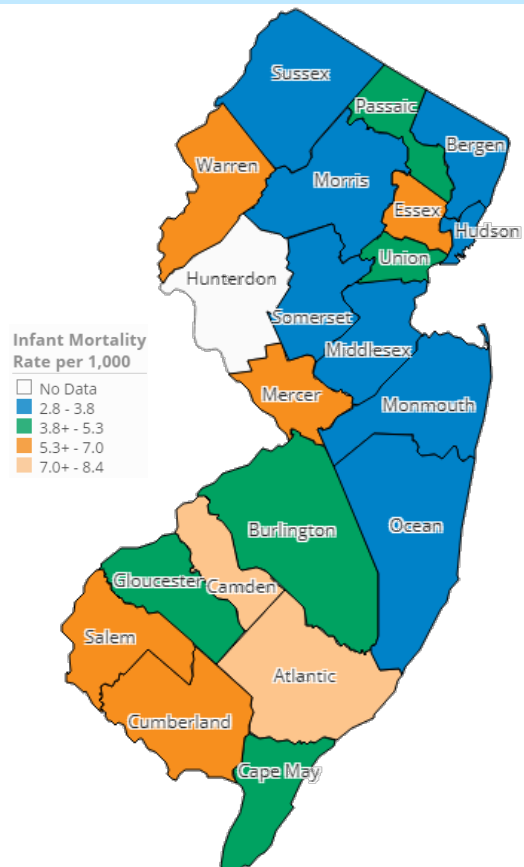 Sussex
Passaic
Bergen
Warren
Morris
Essex
Hudson
Union
Hunterdon
Somerset
Middlesex
Infant Mortality
Rate per 1,000
No Data
2.8 - 3.8
3.8+ - 5.3
5.3+ - 7.0
7.0+ - 8.4
Mercer
Monmouth
Ocean
Burlington
Gloucester
Camden
Salem
Atlantic
Cumberland
Cape May